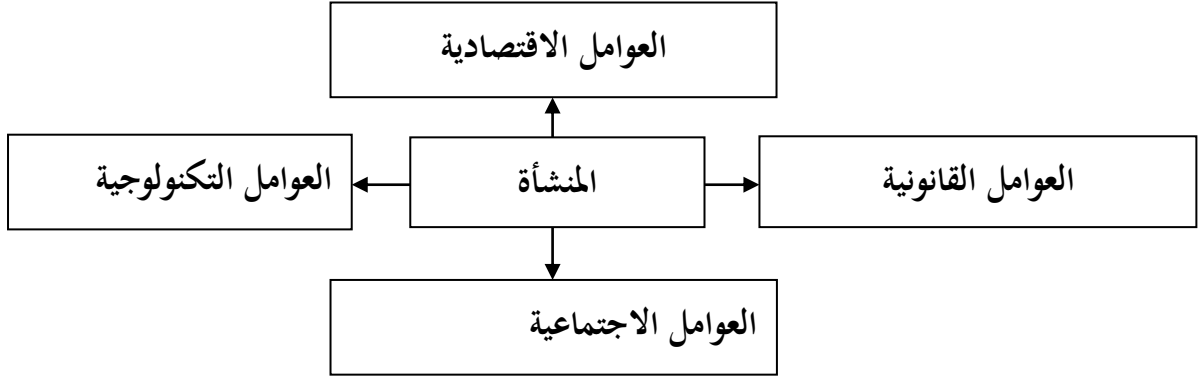 العوامل الاقتصادية
العوامل القانونية
المنشأة
العوامل التكنولوجية
العوامل الاجتماعية